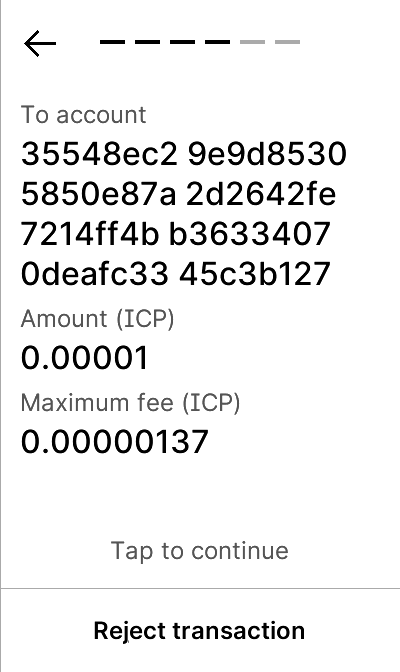 To account
35548ec2 9e9d8530
5850e87a 2d2642fe
7214ff4b b3633407
0deafc33 45c3b127
Amount (ICP)
0.00001
Maximum fee (ICP)
0.00000137
Tap to continue
Reject transaction